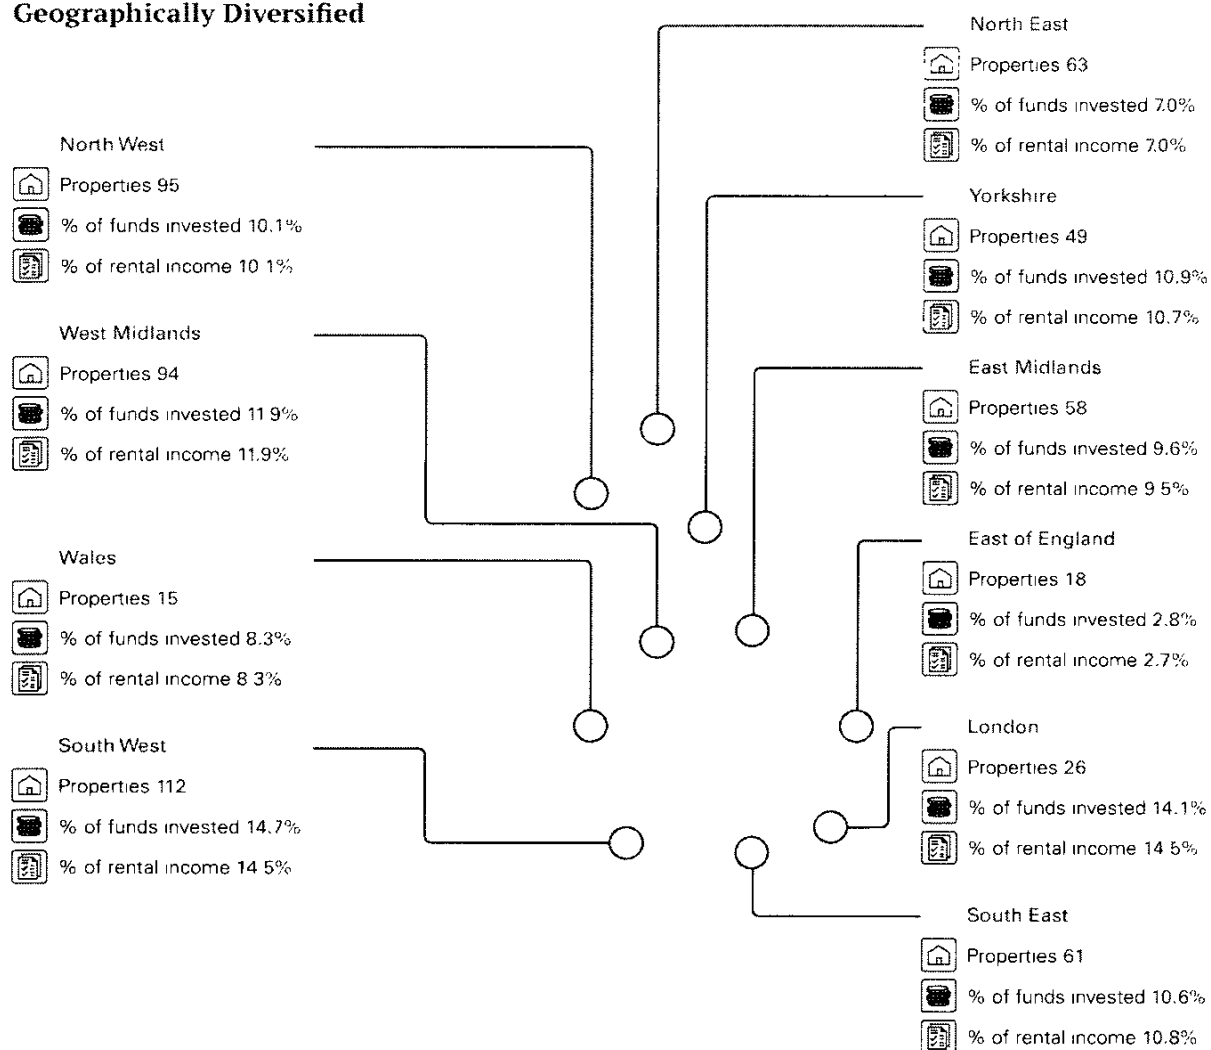 Geographically Diversified
North West
Properties 95
% of funds invested 10.1%
% of rental income 10 1%
West Midlands
Properties 94
% of funds invested 11 9%
% of rental income 11.9%
Wales
Properties 15
% of funds invested 8.3%
% of rental income 8 3%
South West
Properties 112
% of funds invested 14.7%
% of rental income 14 5%
North East
Properties 63
% of funds invested 7.0%
% of rental income 7.0%
Yorkshire
Properties 49
% of funds invested 10.9%
% of rental income 10.7%
East Midlands
Properties 58
% of funds invested 9.6%
% of rental income 9 5%
East of England
Properties 18
% of funds invested 2.8%
% of rental income 2.7%
London
Properties 26
% of funds invested 14.1%
% of rental income 14 5%
South East
Properties 61
% of funds invested 10.6%
% of rental income 10.8%